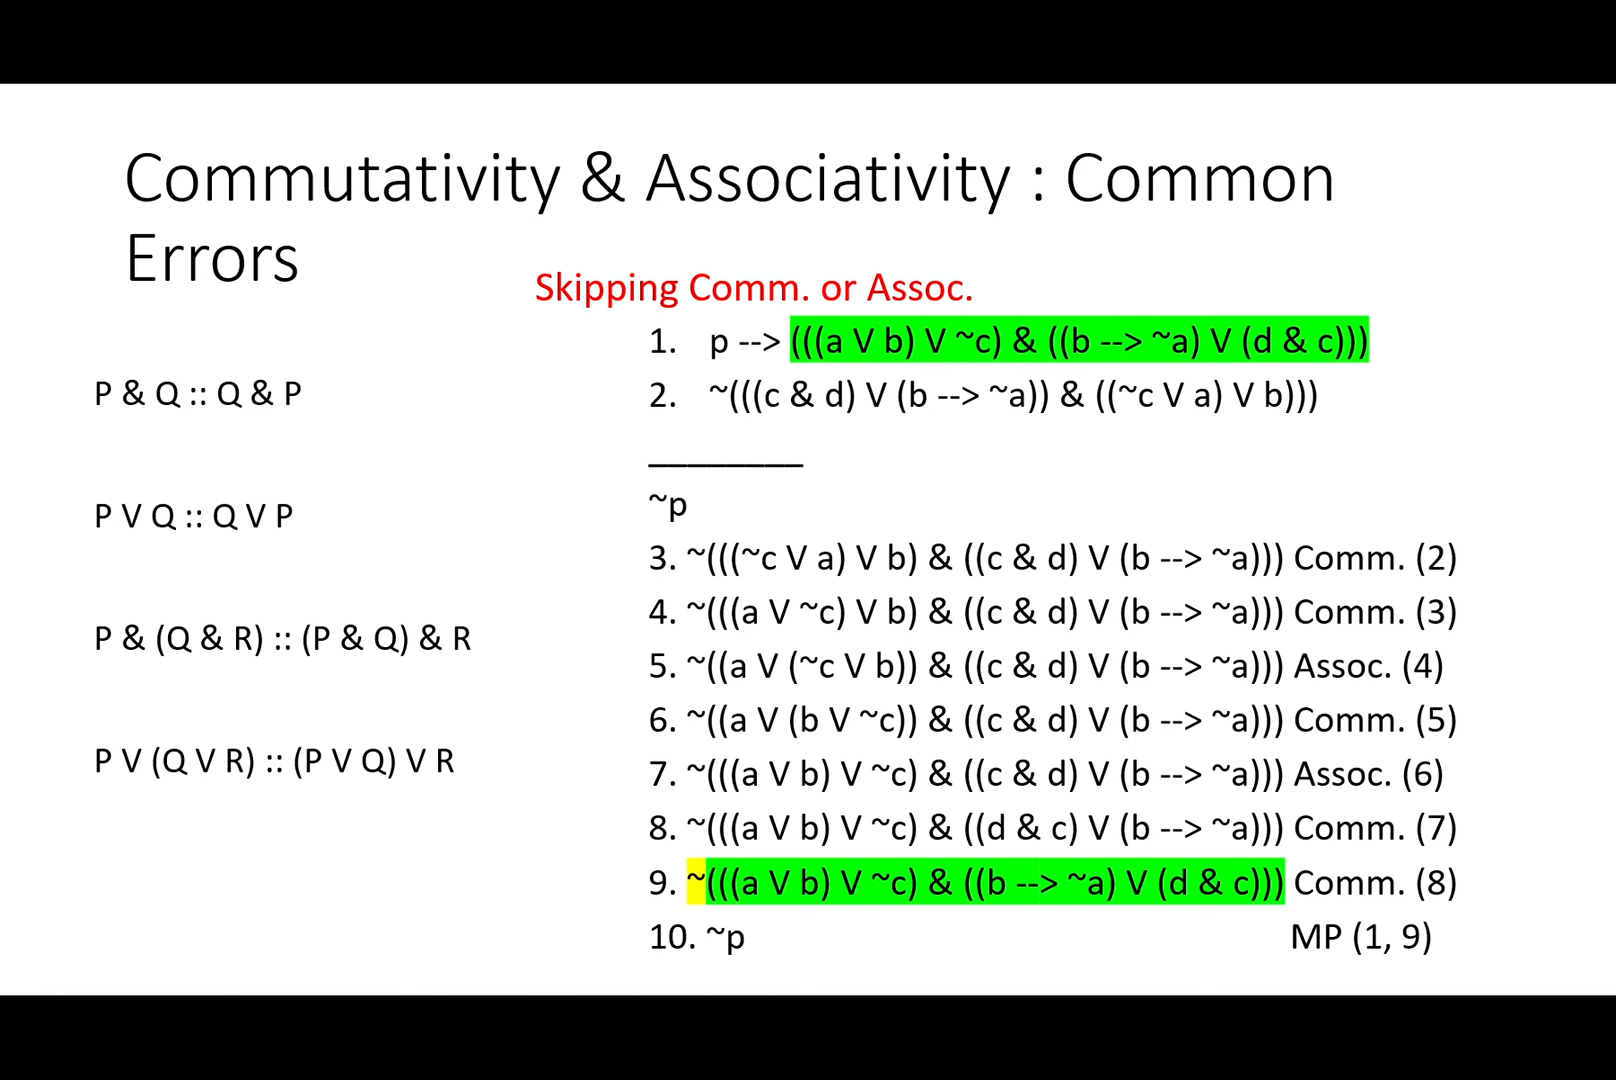 Commutativity & Associativity : Common
Errors
Skipping Comm. or Assoc.
P & Q :: Q & P
P V Q :: Q V P
P & (Q & R) :: (P & Q) & R
P V (Q V R) :: (P V Q) V R
1. p --> (((a V b) V ~c) & ((b --> ~a) V (d & c)))
2. ~(((c & d) V (b --> ~a)) & ((~c V a) V b)))
________
~p
3. ~(((~c V a) V b) & ((c & d) V (b --> ~a))) Comm. (2)
4. ~(((a V ~c) V b) & ((c & d) V (b --> ~a))) Comm. (3)
5. ~((a V (~c V b)) & ((c & d) V (b --> ~a))) Assoc. (4)
6. ~((a V (b V ~c)) & ((c & d) V (b --> ~a))) Comm. (5)
7. ~(((a V b) V ~c) & ((c & d) V (b --> ~a))) Assoc. (6)
8. ~(((a V b) V ~c) & ((d & c) V (b --> ~a))) Comm. (7)
9. ~(((a V b) V ~c) & ((b --> ~a) V (d & c))) Comm. (8)
10. ~p MP (1, 9)